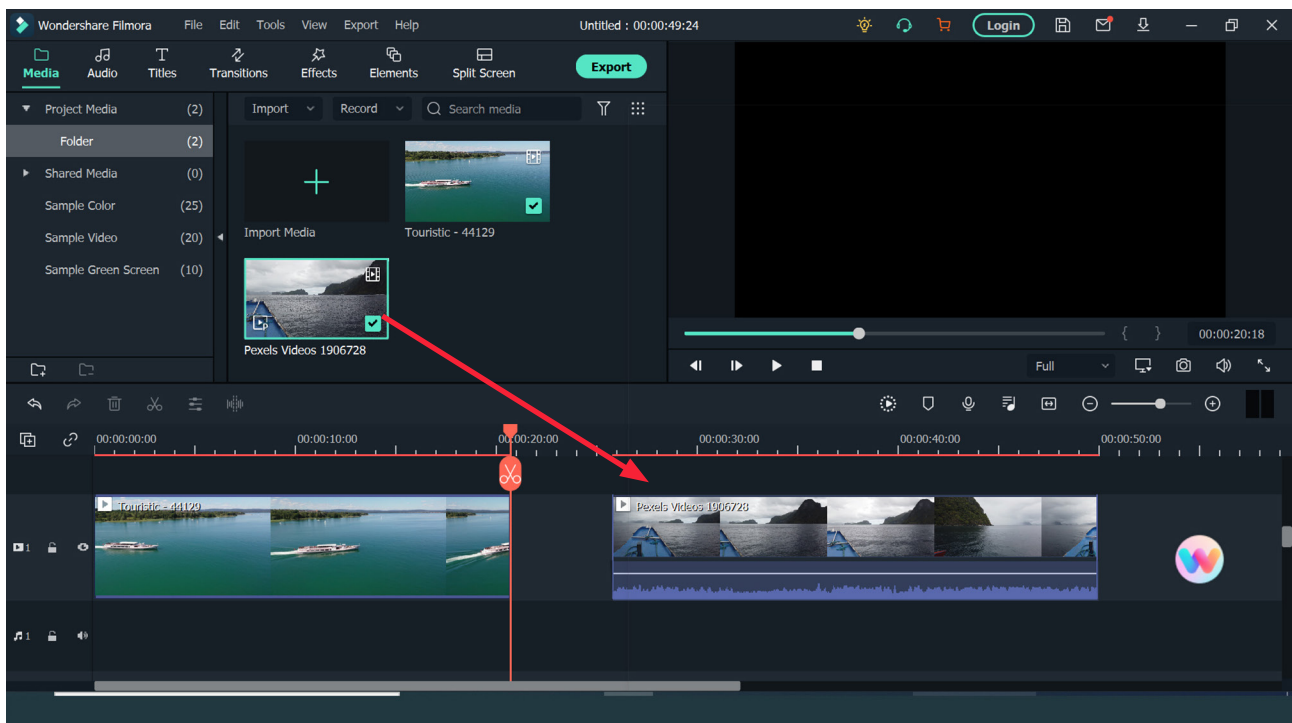 Wondershare Filmora File Edit Tools View Export Help Untitled : 00:00:49:24 Login
Media Audio Titles Transitions Effects Elements Split Screen Export
Project Media (2)
Folder (2)
Shared Media (0)
Sample Color (25)
Sample Video (20)
Sample Green Screen (10)
Import Record Search media
Import Media
Touristic - 44129
Pexels Videos 1906728
{ } 00:00:20:18
Full
00:00:00:00 00:00:10:00 00:00:20:00 00:00:30:00 00:00:40:00 00:00:50:00
Touristic - 44129
Pexels Videos 1906728
1
1